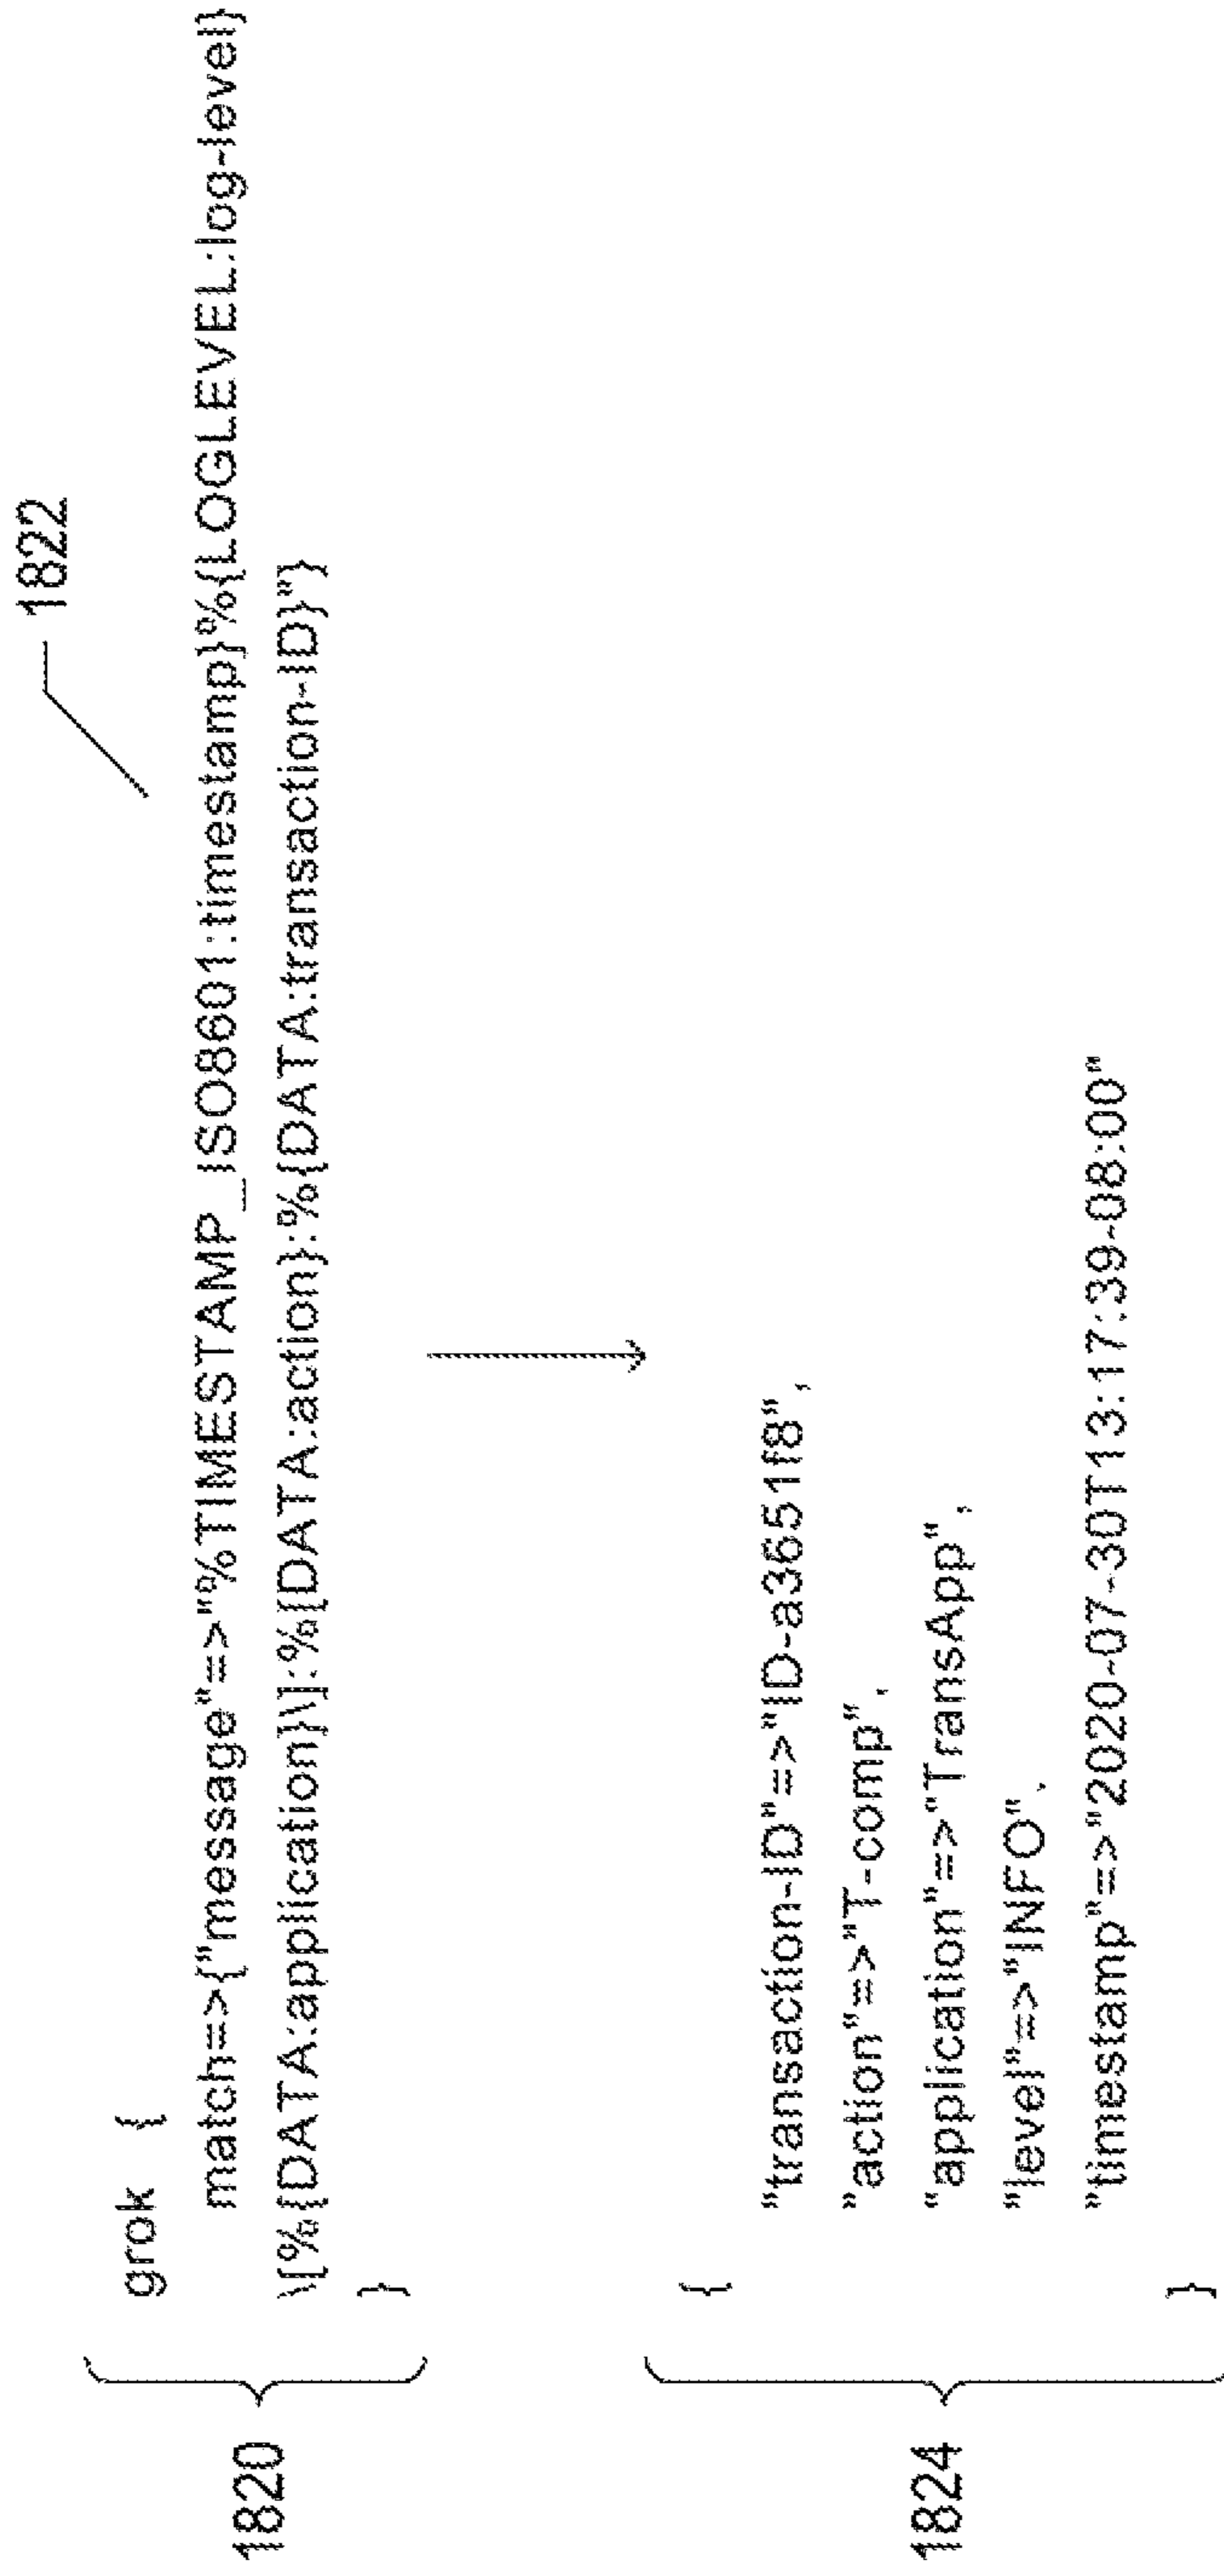 1822
1820
grok {
match=>{"message"=>"%TIMESTAMP_ISO8601:timestamp}%{LOGLEVEL:log-level}
\[%{DATA:application}\]:%{DATA:action}:%{DATA:transaction-ID}"}
}
1824
{
"transaction-ID"=>"ID-a3651f8",
"action"=>"T-comp",
"application"=>"TransApp",
"level"=>"INFO",
"timestamp"=>"2020-07-30T13:17:39-08:00"
}